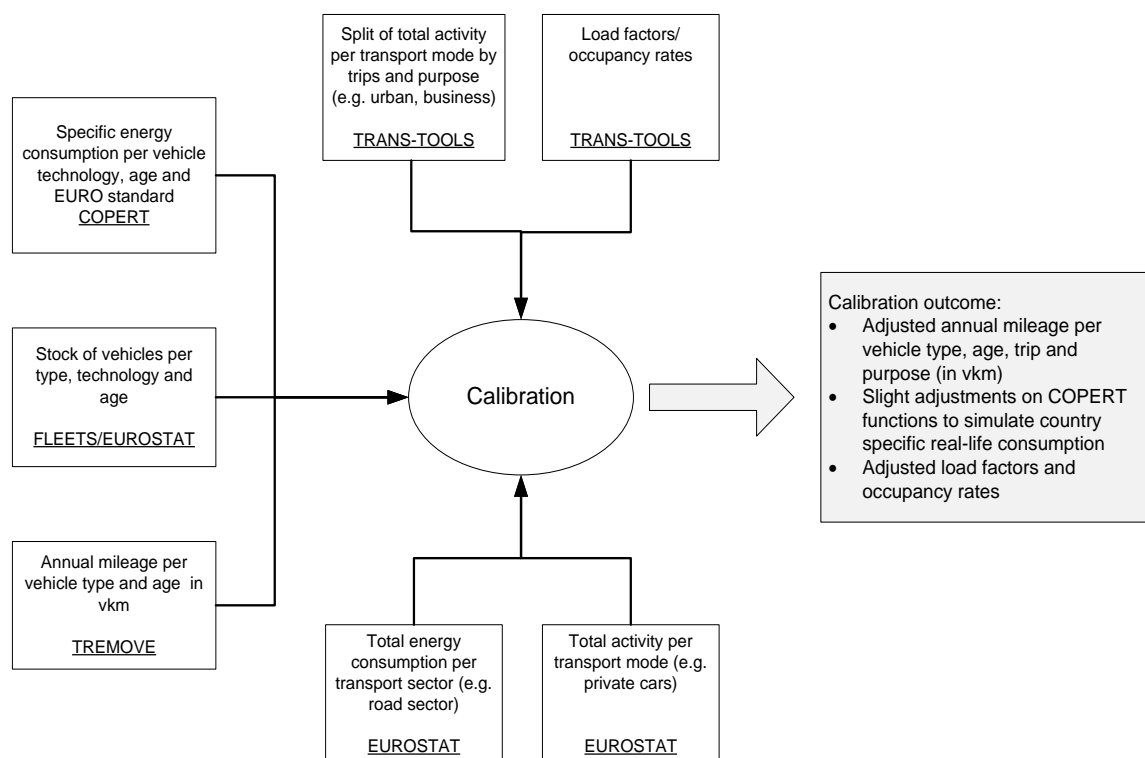 Split of total activity
per transport mode by
trips and purpose
(e.g. urban, business)
TRANS-TOOLS
Load factors/
occupancy rates
TRANS-TOOLS
Specific energy
consumption per vehicle
technology, age and
EURO standard
COPERT
Stock of vehicles per
type, technology and
age
FLEETS/EUROSTAT
Annual mileage per
vehicle type and age in
vkm
TREMOVE
Calibration
Total energy
consumption per
transport sector (e.g.
road sector)
EUROSTAT
Total activity per
transport mode (e.g.
private cars)
EUROSTAT
Calibration outcome:
• Adjusted annual mileage per
vehicle type, age, trip and
purpose (in vkm)
• Slight adjustments on COPERT
functions to simulate country
specific real-life consumption
• Adjusted load factors and
occupancy rates